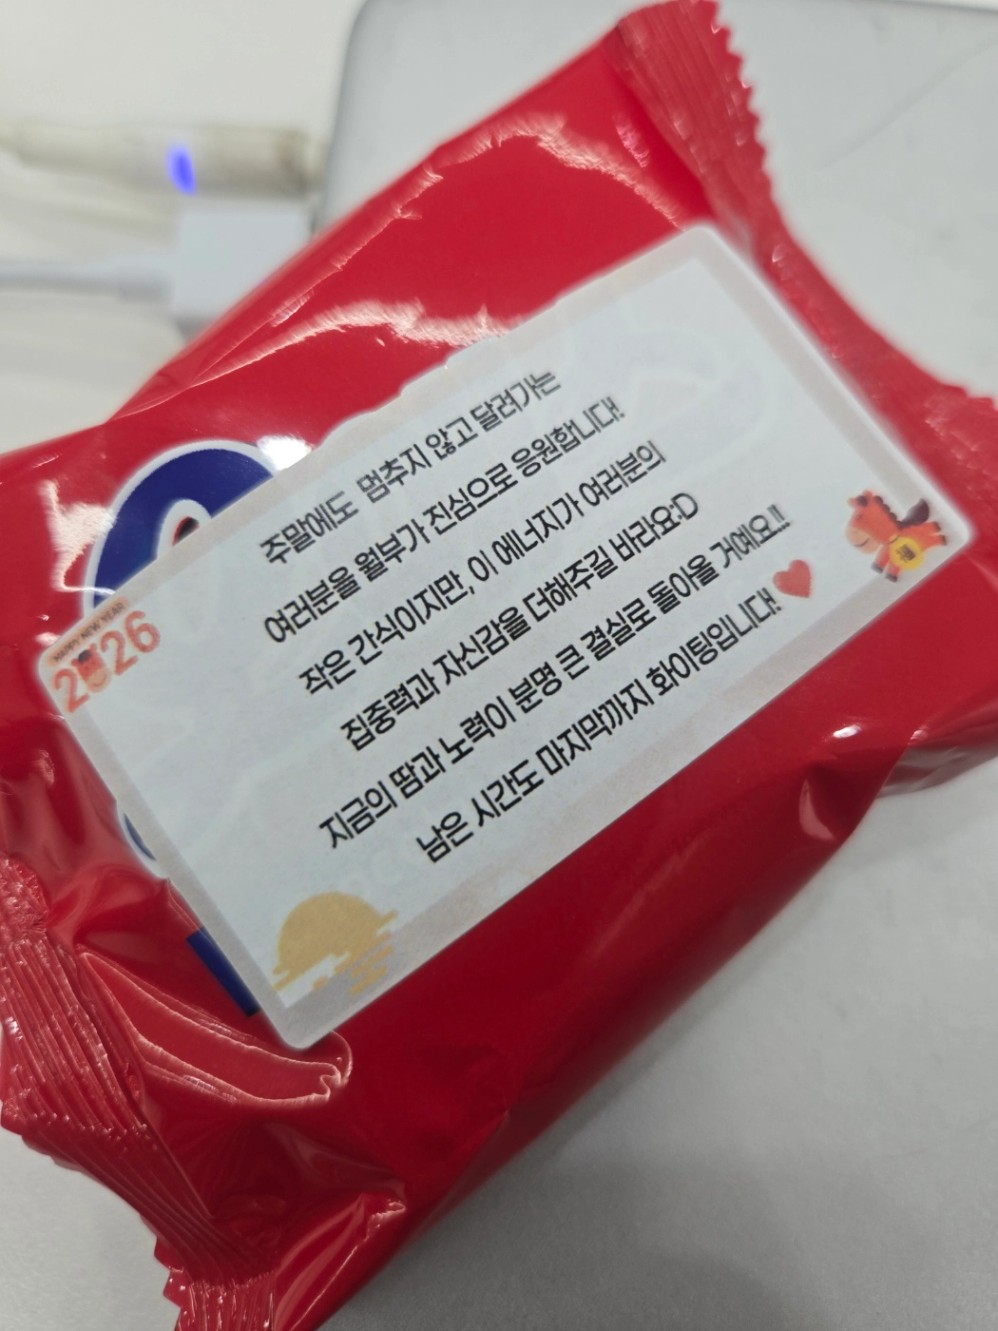 주말에도 멈추지 않고 달려가는
여러분을 월부가 진심으로 응원합니다!
작은 간식이지만, 이 에너지가 여러분의
집중력과 자신감을 더해주길 바라요:D
지금의 땀과 노력이 분명 큰 결실로 돌아올 거예요!!
남은 시간도 마지막까지 화이팅입니다!
HAPPY NEW YEAR
2026